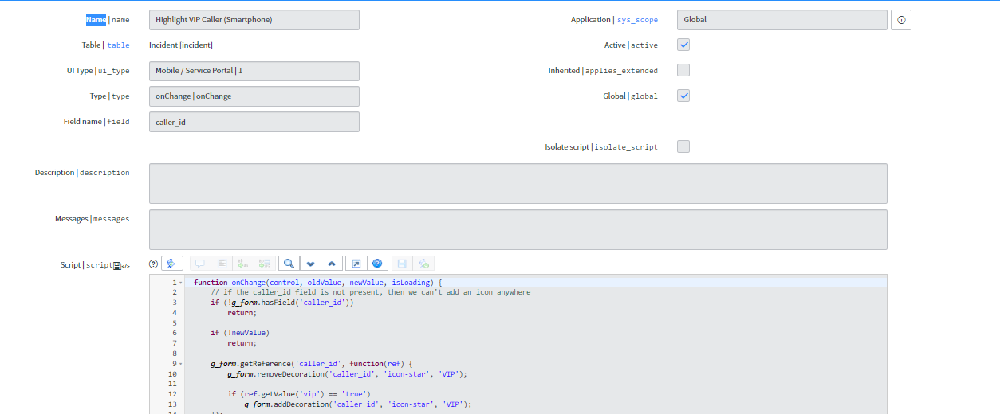 Name | name
Highlight VIP Caller (Smartphone)
Application | sys_scope
Global
Table | table
Incident [incident]
Active | active
UI Type | ui_type
Mobile / Service Portal | 1
Inherited | applies_extended
Type | type
onChange | onChange
Global | global
Field name | field
caller_id
Isolate script | isolate_script
Description | description
Messages | messages
Script | script </>
1 function onChange(control, oldValue, newValue, isLoading) {
2 // if the caller_id field is not present, then we can't add an icon anywhere
3 if (!g_form.hasField('caller_id'))
4 return;
5
6 if (!newValue)
7 return;
8
9 g_form.getReference('caller_id', function(ref) {
10 g_form.removeDecoration('caller_id', 'icon-star', 'VIP');
11
12 if (ref.getValue('vip') == 'true')
13 g_form.addDecoration('caller_id', 'icon-star', 'VIP');